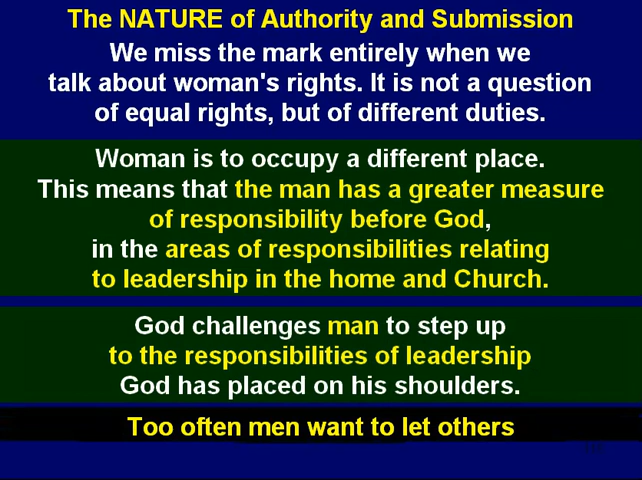 The NATURE of Authority and Submission
We miss the mark entirely when we
talk about woman's rights. It is not a question
of equal rights, but of different duties.
Woman is to occupy a different place.
This means that the man has a greater measure
of responsibility before God,
in the areas of responsibilities relating
to leadership in the home and Church.
God challenges man to step up
to the responsibilities of leadership
God has placed on his shoulders.
Too often men want to let others